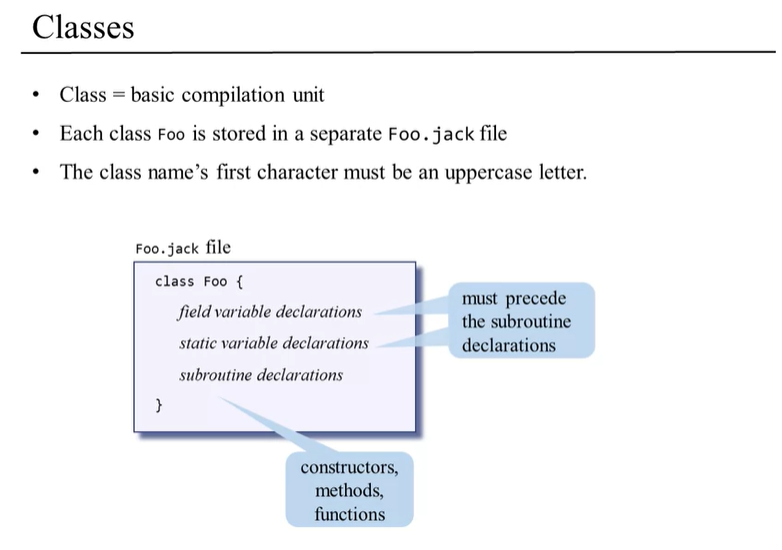 Classes
• Class = basic compilation unit
• Each class Foo is stored in a separate Foo.jack file
• The class name’s first character must be an uppercase letter.
Foo.jack file
class Foo {
field variable declarations
static variable declarations
subroutine declarations
}
must precede
the subroutine
declarations
constructors,
methods,
functions